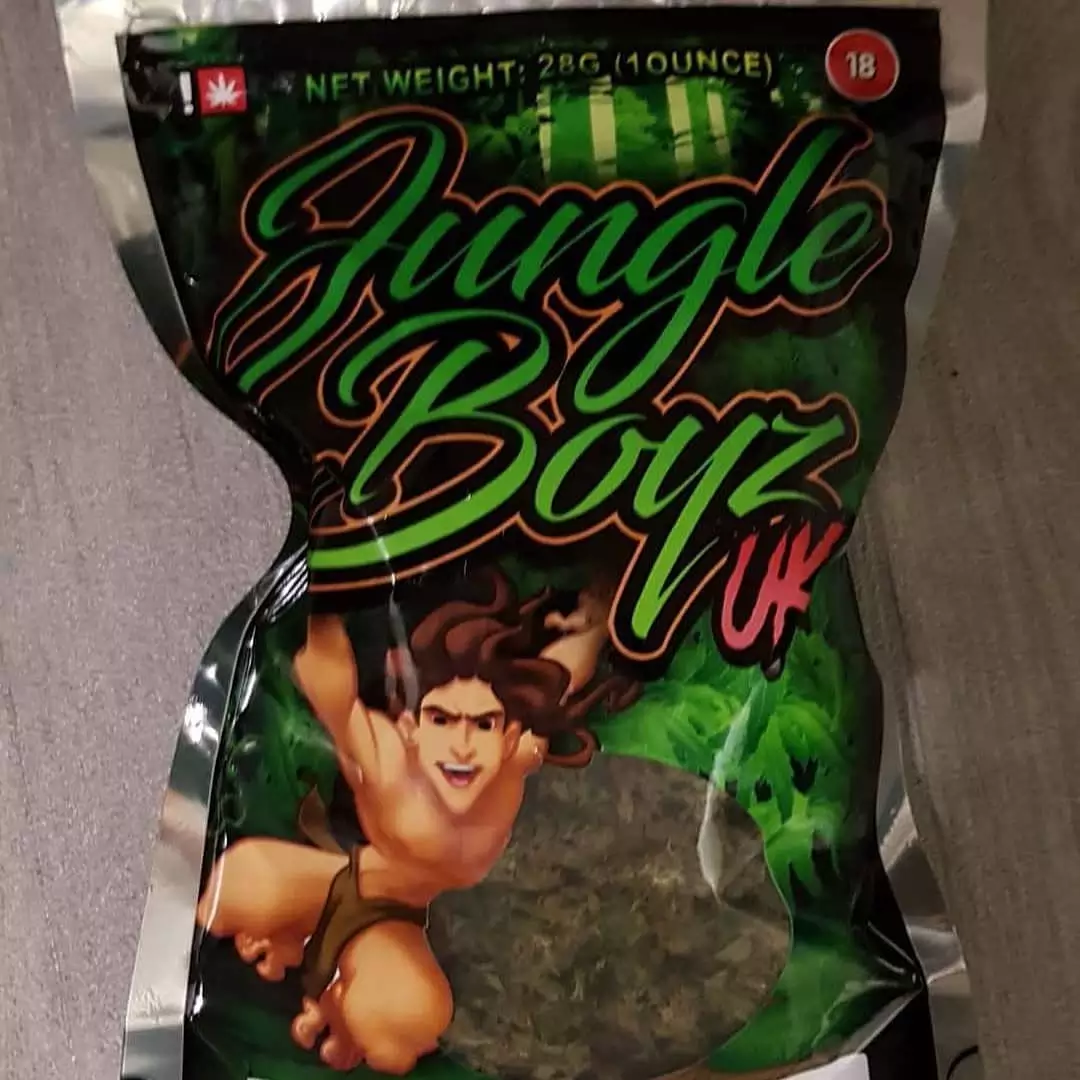 !
NET WEIGHT: 28G (1OUNCE)
18
Jungle
Boyz
UK